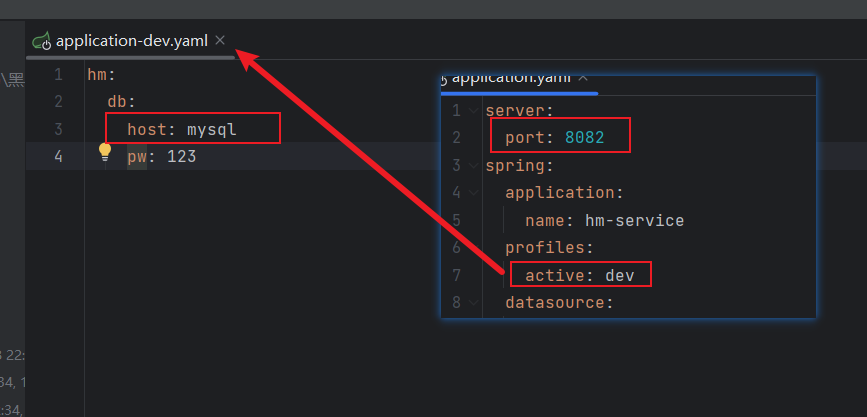 application-dev.yaml
\黑
1 hm:
2 db:
3 host: mysql
4 pw: 123
application.yaml
1 server:
2 port: 8082
3 spring:
4 application:
5 name: hm-service
6 profiles:
7 active: dev
8 datasource:
22:
34, 1
:34,